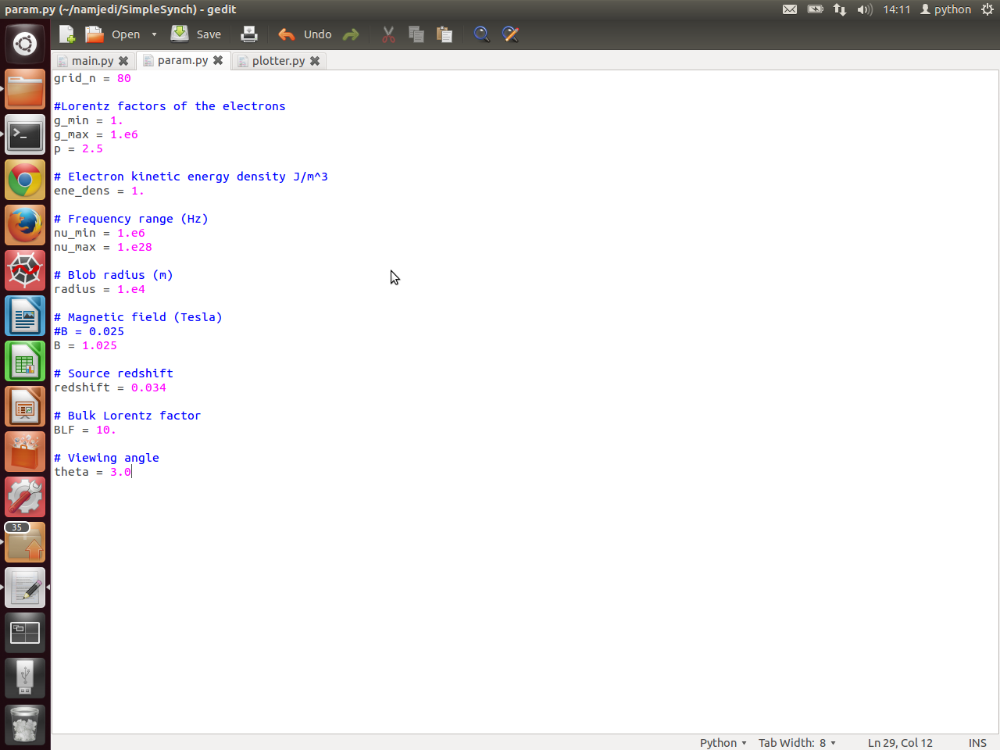 param.py (~/namjedi/SimpleSynch) - gedit
14:11 python
Open Save Undo
main.py param.py plotter.py
grid_n = 80
#Lorentz factors of the electrons
g_min = 1.
g_max = 1.e6
p = 2.5
# Electron kinetic energy density J/m^3
ene_dens = 1.
# Frequency range (Hz)
nu_min = 1.e6
nu_max = 1.e28
# Blob radius (m)
radius = 1.e4
# Magnetic field (Tesla)
#B = 0.025
B = 1.025
# Source redshift
redshift = 0.034
# Bulk Lorentz factor
BLF = 10.
# Viewing angle
theta = 3.0
35
Python Tab Width: 8 Ln 29, Col 12 INS